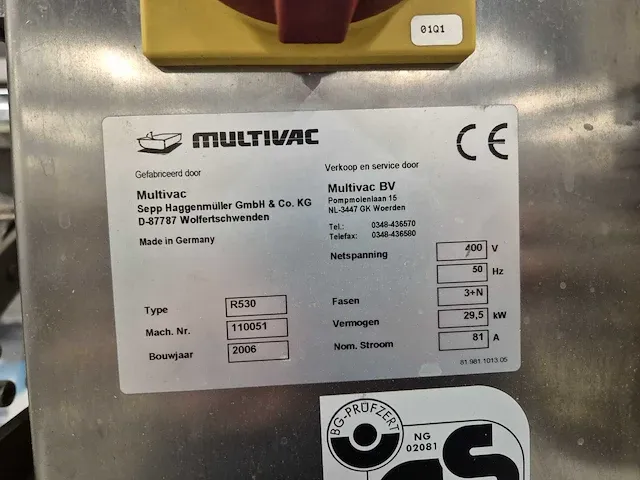 01Q1
MULTIVAC
CE
Gefabriceerd door
Multivac
Sepp Haggenmüller GmbH & Co. KG
D-87787 Wolfertschwenden
Made in Germany
Verkoop en service door
Multivac BV
Pompmolenlaan 15
NL-3447 GK Woerden
Tel.: 0348-436570
Telefax: 0348-436580
Netspanning 400 V
50 Hz
Type R530
Fasen 3+N
Mach. Nr. 110051
Vermogen 29,5 kW
Bouwjaar 2006
Nom. Stroom 81 A
81.981.1013.05
BG-PRÜFZERT
NG
02081
GS